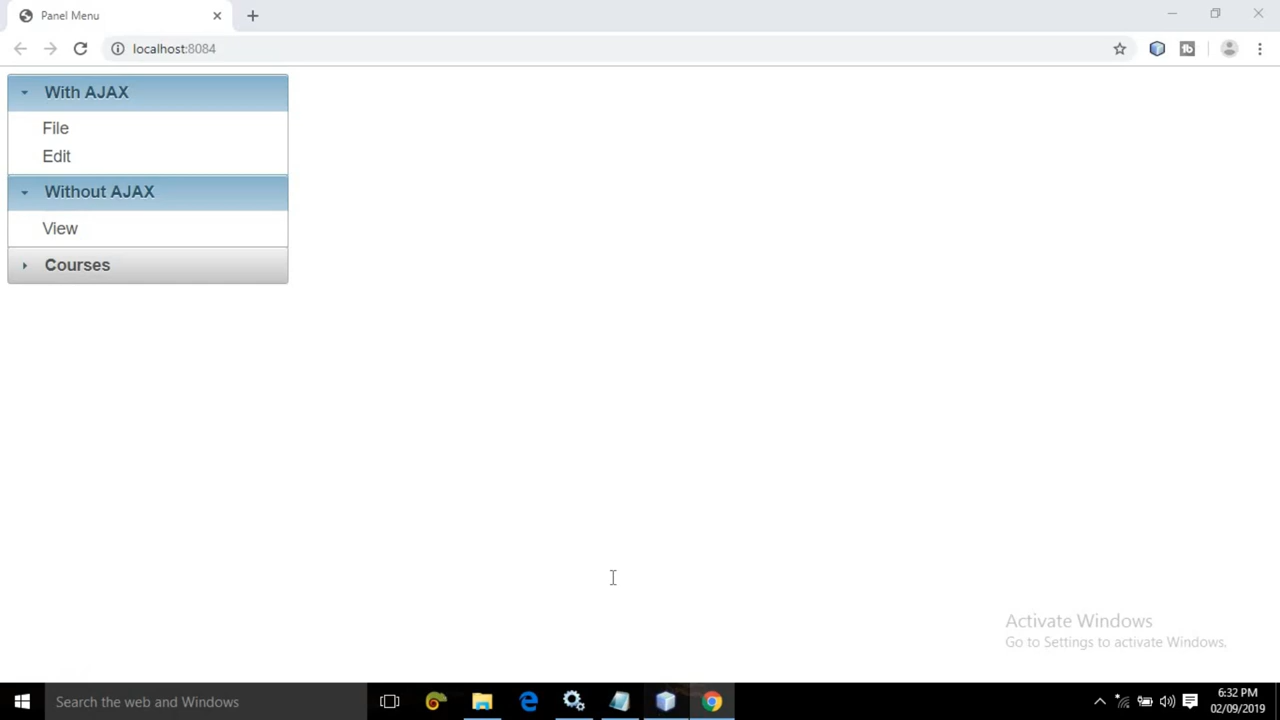 Panel Menu
localhost:8084
With AJAX
File
Edit
Without AJAX
View
Courses
Activate Windows
Go to Settings to activate Windows.
Search the web and Windows
6:32 PM
02/09/2019